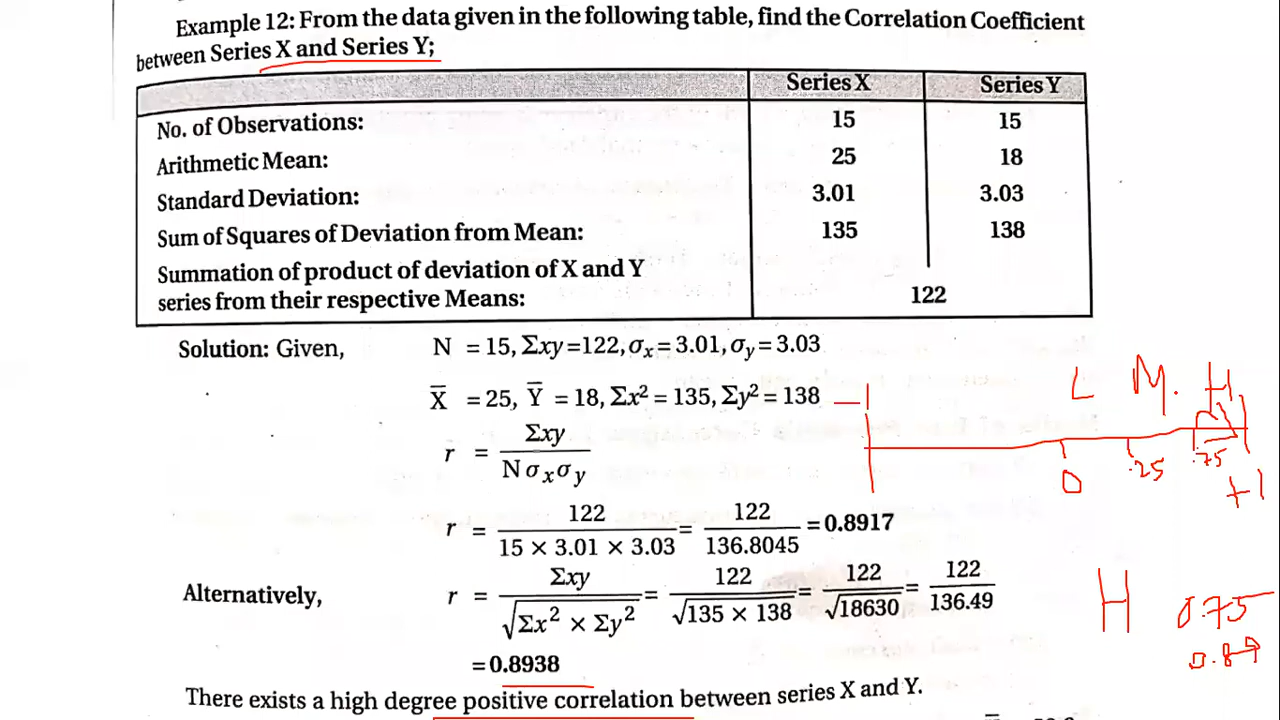 Example 12: From the data given in the following table, find the Correlation Coefficient
between Series X and Series Y;
Series X Series Y
No. of Observations: 15 15
Arithmetic Mean: 25 18
Standard Deviation: 3.01 3.03
Sum of Squares of Deviation from Mean: 135 138
Summation of product of deviation of X and Y
series from their respective Means: 122
Solution: Given, N = 15, Σxy=122, σx=3.01, σy=3.03
X̅ = 25, Y̅ = 18, Σx² = 135, Σy² = 138
r = Σxy / N σxσy
r = 122 / 15 × 3.01 × 3.03 = 122 / 136.8045 = 0.8917
Alternatively, r = Σxy / √Σx² × Σy² = 122 / √135 × 138 = 122 / √18630 = 122 / 136.49
= 0.8938
There exists a high degree positive correlation between series X and Y.
L M. H
-1 0 .25 .75 +1
H 0.75
0.89